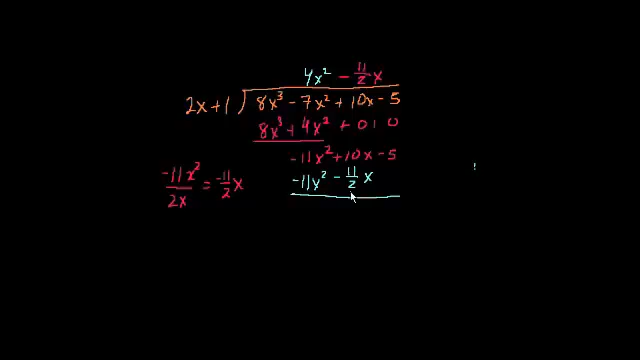 4x² - 11/2 x
2x + 1 ) 8x³ - 7x² + 10x - 5
8x³ + 4x² + 0 + 0
-11x² + 10x - 5
-11x²/2x = -11/2 x
-11x² - 11/2 x